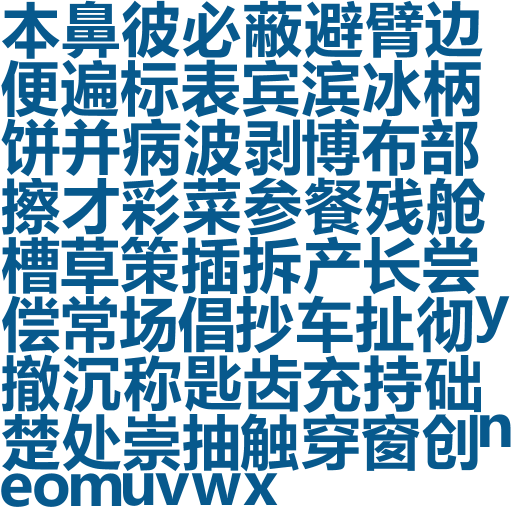 本鼻彼必蔽避臂边
便遍标表宾滨冰柄
饼并病波剥博布部
擦才彩菜参餐残舱
槽草策插拆产长尝
偿常场倡抄车扯彻y
撤沉称匙齿充持础
楚处崇抽触穿窗创n
eomuvwx